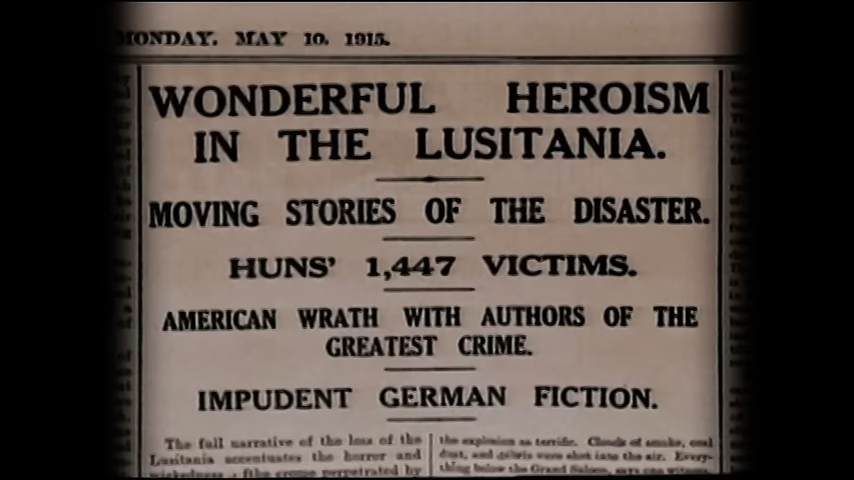 MONDAY. MAY 10. 1915.
WONDERFUL HEROISM
IN THE LUSITANIA.
MOVING STORIES OF THE DISASTER.
HUNS' 1,447 VICTIMS.
AMERICAN WRATH WITH AUTHORS OF THE
GREATEST CRIME.
IMPUDENT GERMAN FICTION.
The full narrative of the loss of the
Lusitania accentuates the horror and
crime perpetrated by
the explosion as terrific. Clouds of smoke, coal
dust, and debris were shot into the air. Every-
thing below the Grand Saloon, says one witness,